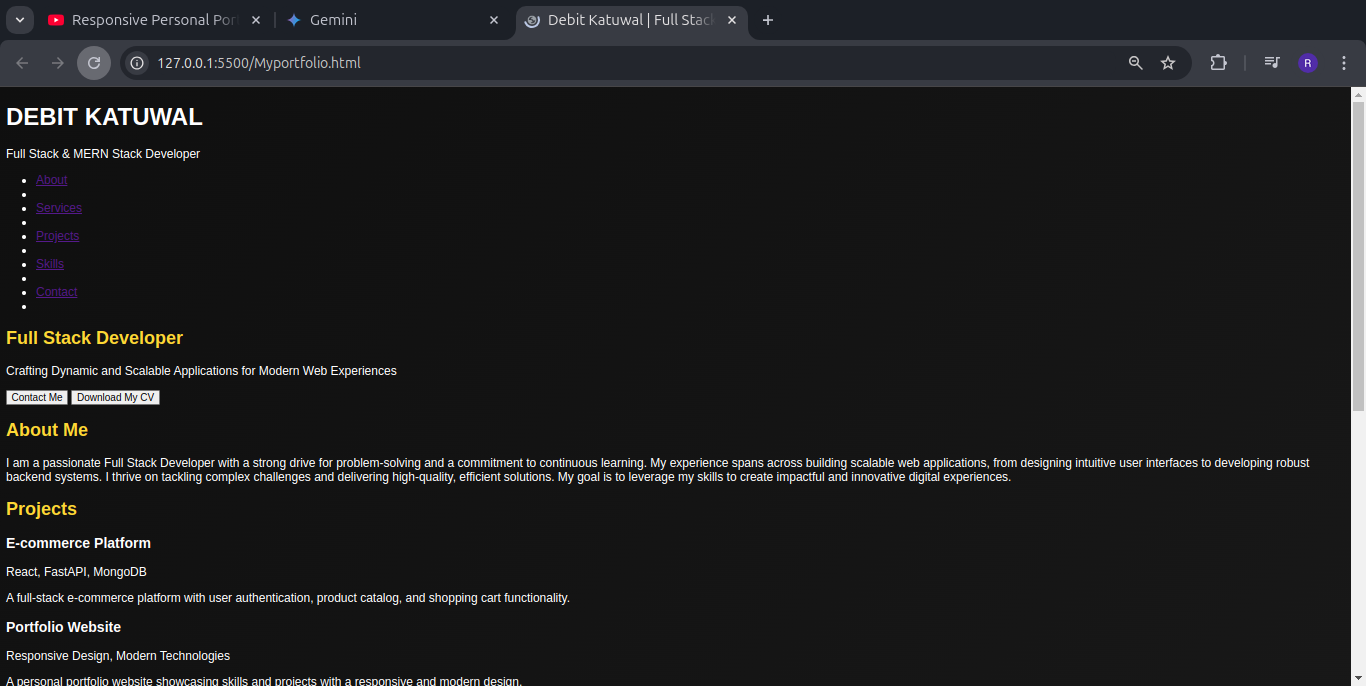 Responsive Personal Por
Gemini
Debit Katuwal | Full Stac
127.0.0.1:5500/Myportfolio.html
R
DEBIT KATUWAL
Full Stack & MERN Stack Developer
About
Services
Projects
Skills
Contact
Full Stack Developer
Crafting Dynamic and Scalable Applications for Modern Web Experiences
Contact Me Download My CV
About Me
I am a passionate Full Stack Developer with a strong drive for problem-solving and a commitment to continuous learning. My experience spans across building scalable web applications, from designing intuitive user interfaces to developing robust
backend systems. I thrive on tackling complex challenges and delivering high-quality, efficient solutions. My goal is to leverage my skills to create impactful and innovative digital experiences.
Projects
E-commerce Platform
React, FastAPI, MongoDB
A full-stack e-commerce platform with user authentication, product catalog, and shopping cart functionality.
Portfolio Website
Responsive Design, Modern Technologies
A personal portfolio website showcasing skills and projects with a responsive and modern design.